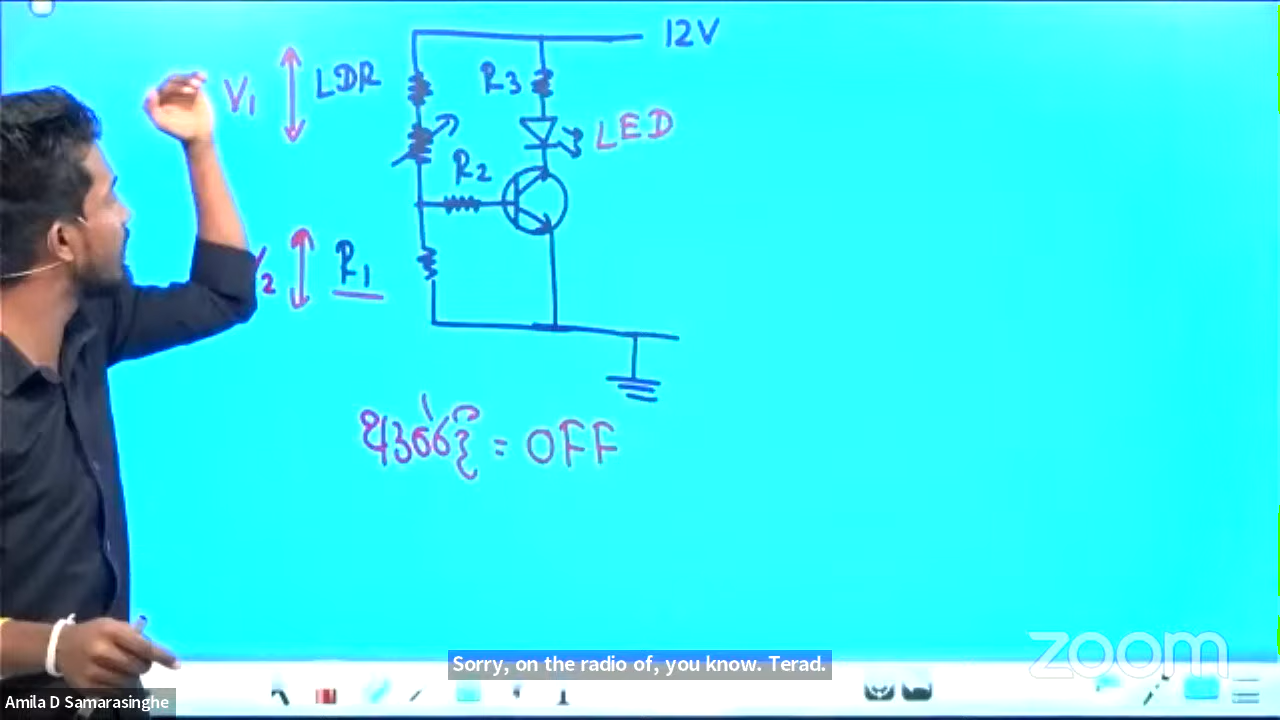 12V
V1 LDR R3
LED
R2
V2 R1
= OFF
zoom
Sorry, on the radio of, you know. Terad.
Amila D Samarasinghe